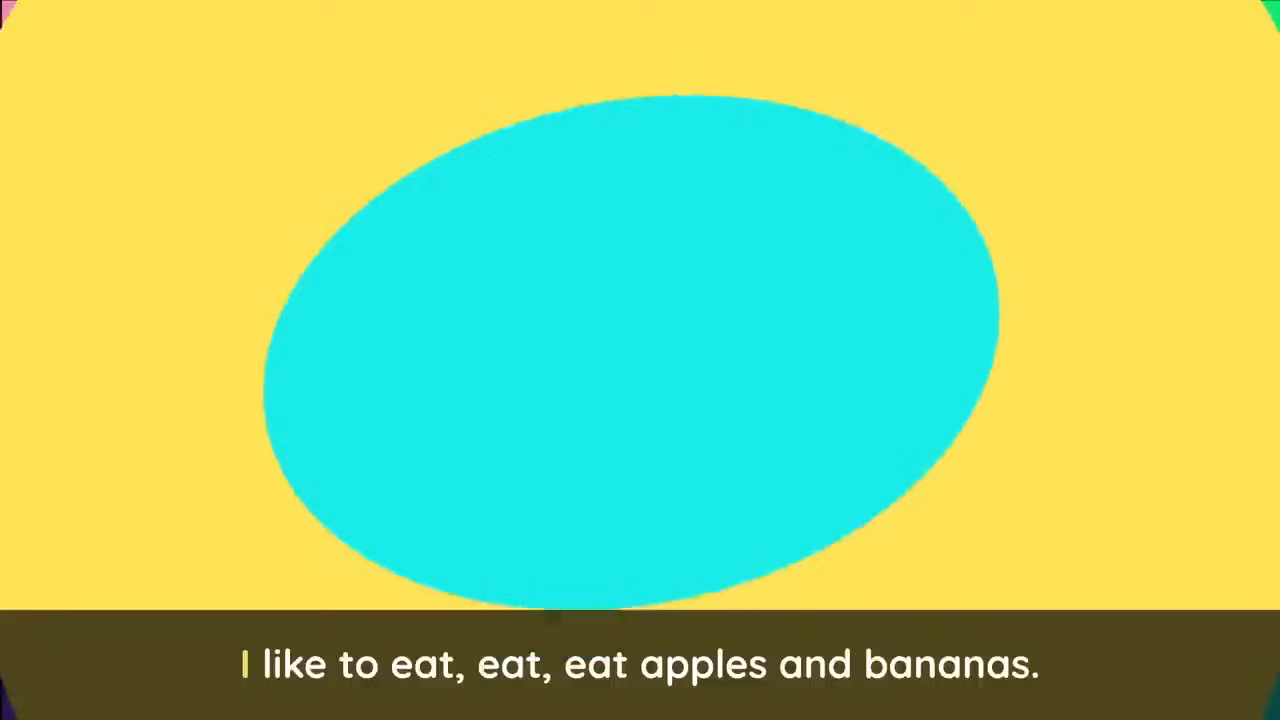 I like to eat, eat, eat apples and bananas.